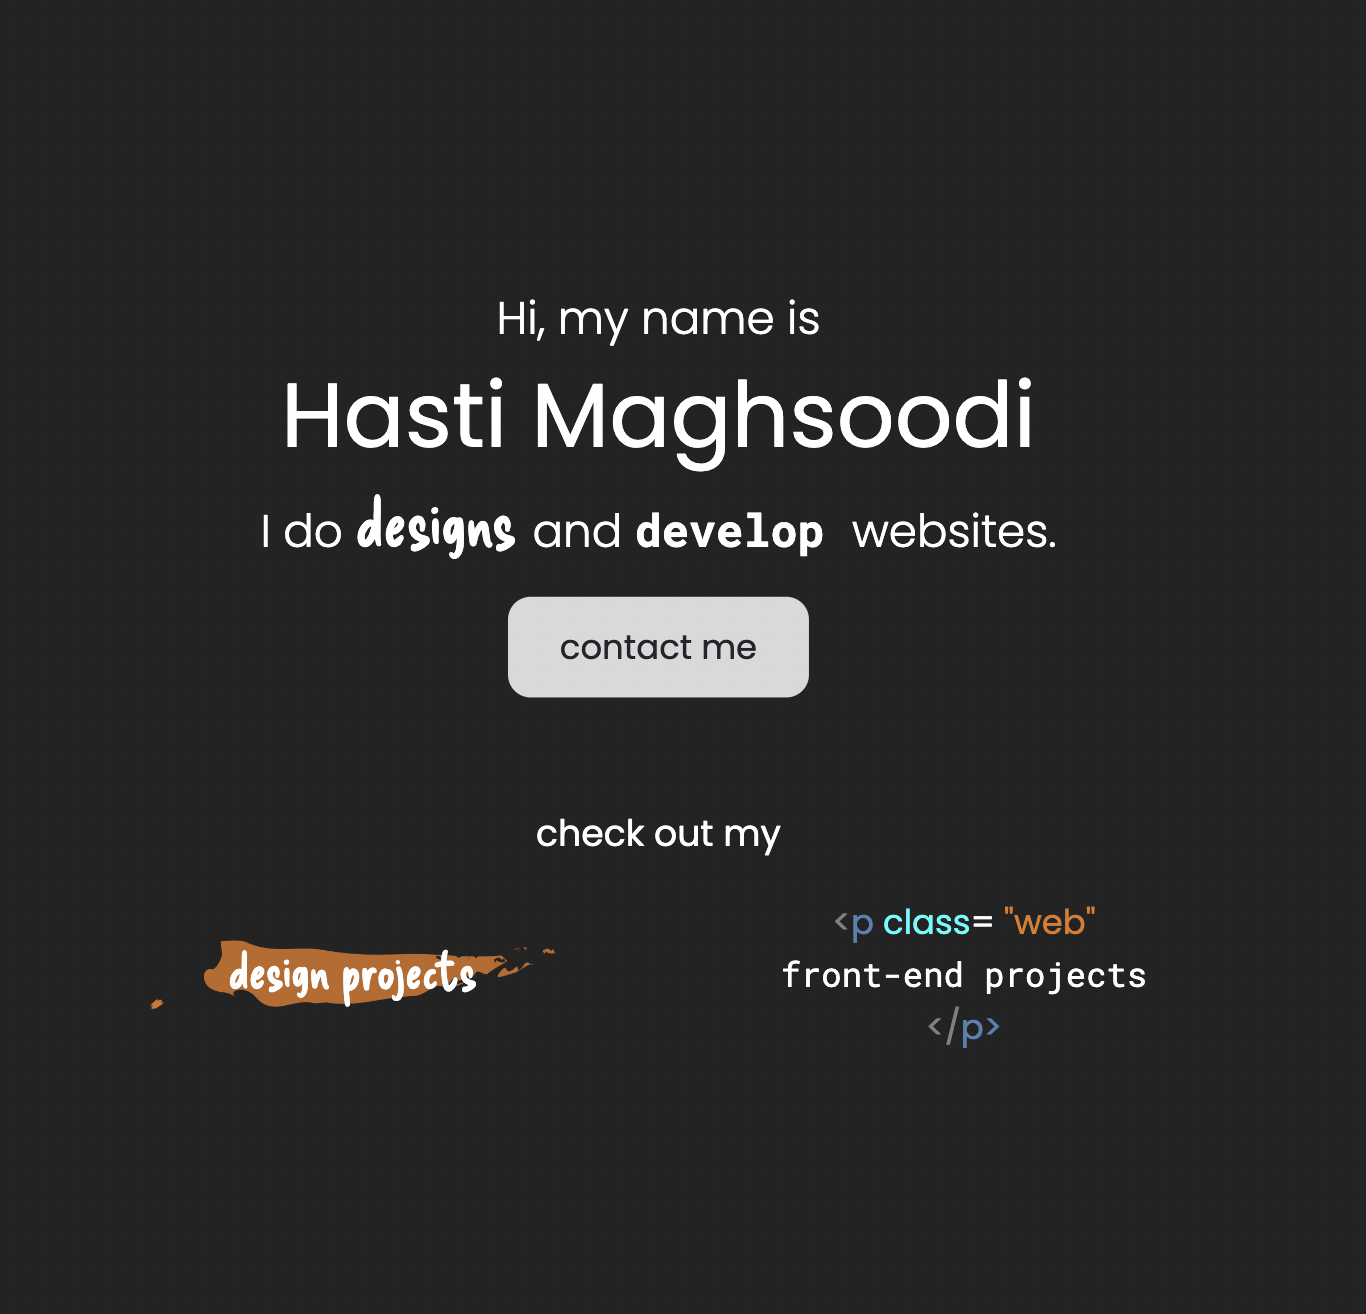 Hi, my name is
Hasti Maghsoodi
I do designs and develop websites.
contact me
check out my
design projects
<p class= "web"
front-end projects
</p>